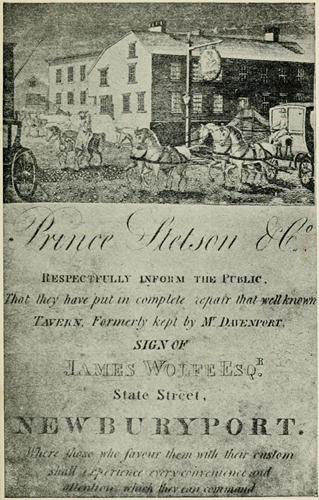 Prince Stetson & Co.
RESPECTFULLY INFORM THE PUBLIC,
That they have put in complete repair that well known
TAVERN, Formerly kept by Mr DAVENPORT,
SIGN OF
JAMES WOLFE ESQR.
State Street,
NEWBURYPORT.
Where those who favour them with their custom
shall experience every convenience and
attention which they can command